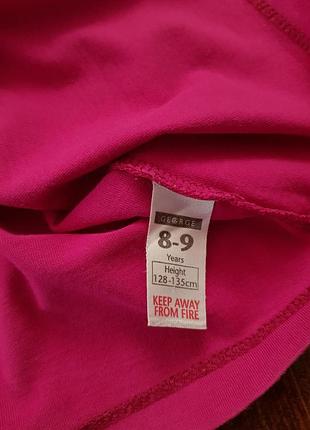 GEORGE
8-9
Years
Height
128-135cm
KEEP AWAY
FROM FIRE